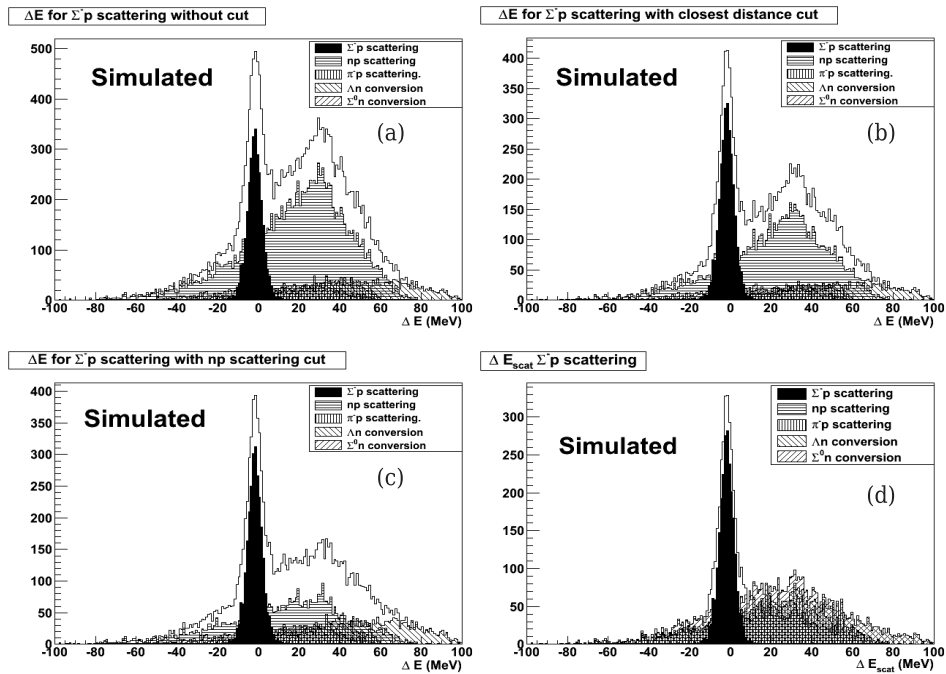 ΔE for Σ⁻p scattering without cut
500
400
300
200
100
0
Simulated
Σ⁻p scattering
np scattering
π⁻p scattering.
Λn conversion
Σ⁰n conversion
(a)
-100 -80 -60 -40 -20 0 20 40 60 80 100
Δ E (MeV)
ΔE for Σ⁻p scattering with closest distance cut
400
350
300
250
200
150
100
50
0
Simulated
Σ⁻p scattering
np scattering
π⁻p scattering.
Λn conversion
Σ⁰n conversion
(b)
-100 -80 -60 -40 -20 0 20 40 60 80 100
Δ E (MeV)
ΔE for Σ⁻p scattering with np scattering cut
400
350
300
250
200
150
100
50
0
Simulated
Σ⁻p scattering
np scattering
π⁻p scattering.
Λn conversion
Σ⁰n conversion
(c)
-100 -80 -60 -40 -20 0 20 40 60 80 100
Δ E (MeV)
Δ E_scat Σ⁻p scattering
300
250
200
150
100
50
0
Simulated
Σ⁻p scattering
np scattering
π⁻p scattering
Λn conversion
Σ⁰n conversion
(d)
-100 -80 -60 -40 -20 0 20 40 60 80 100
Δ E_scat (MeV)